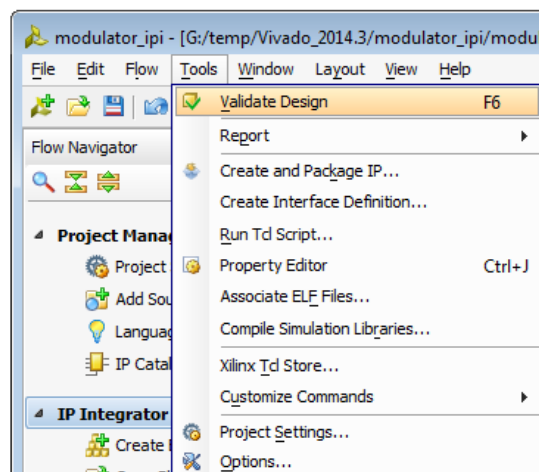 modulator_ipi - [G:/temp/Vivado_2014.3/modulator_ipi/modu
File Edit Flow Tools Window Layout View Help
Validate Design F6
Flow Navigator
Report
Create and Package IP...
Create Interface Definition...
Project Mana
Run Tcl Script...
Project
Property Editor Ctrl+J
Add Sou
Associate ELF Files...
Languag
Compile Simulation Libraries...
IP Catal
Xilinx Tcl Store...
Customize Commands
IP Integrator
Project Settings...
Create
Options...